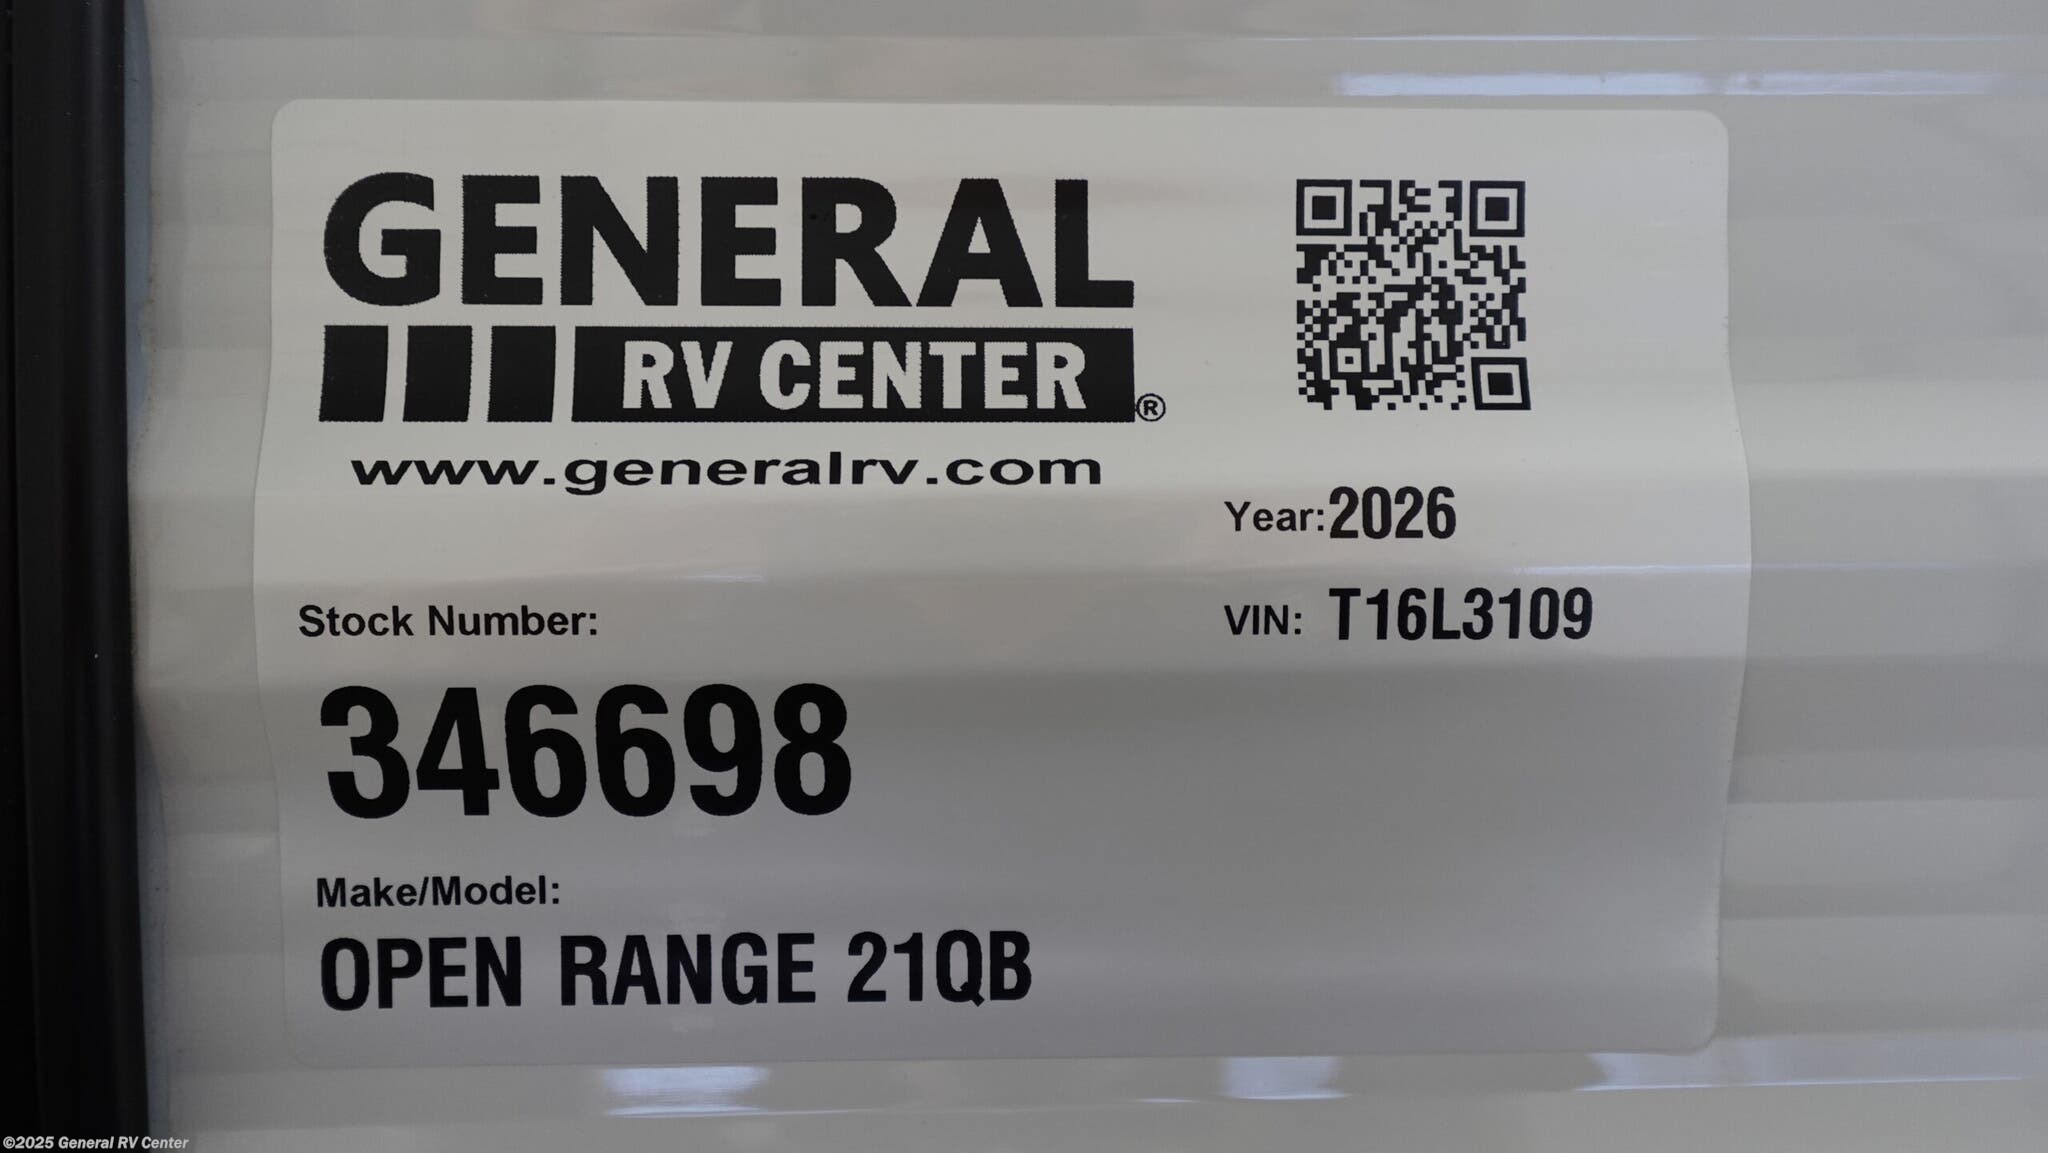 GENERAL
RV CENTER®
www.generalrv.com
Year: 2026
Stock Number:
VIN: T16L3109
346698
Make/Model:
OPEN RANGE 21QB
©2025 General RV Center